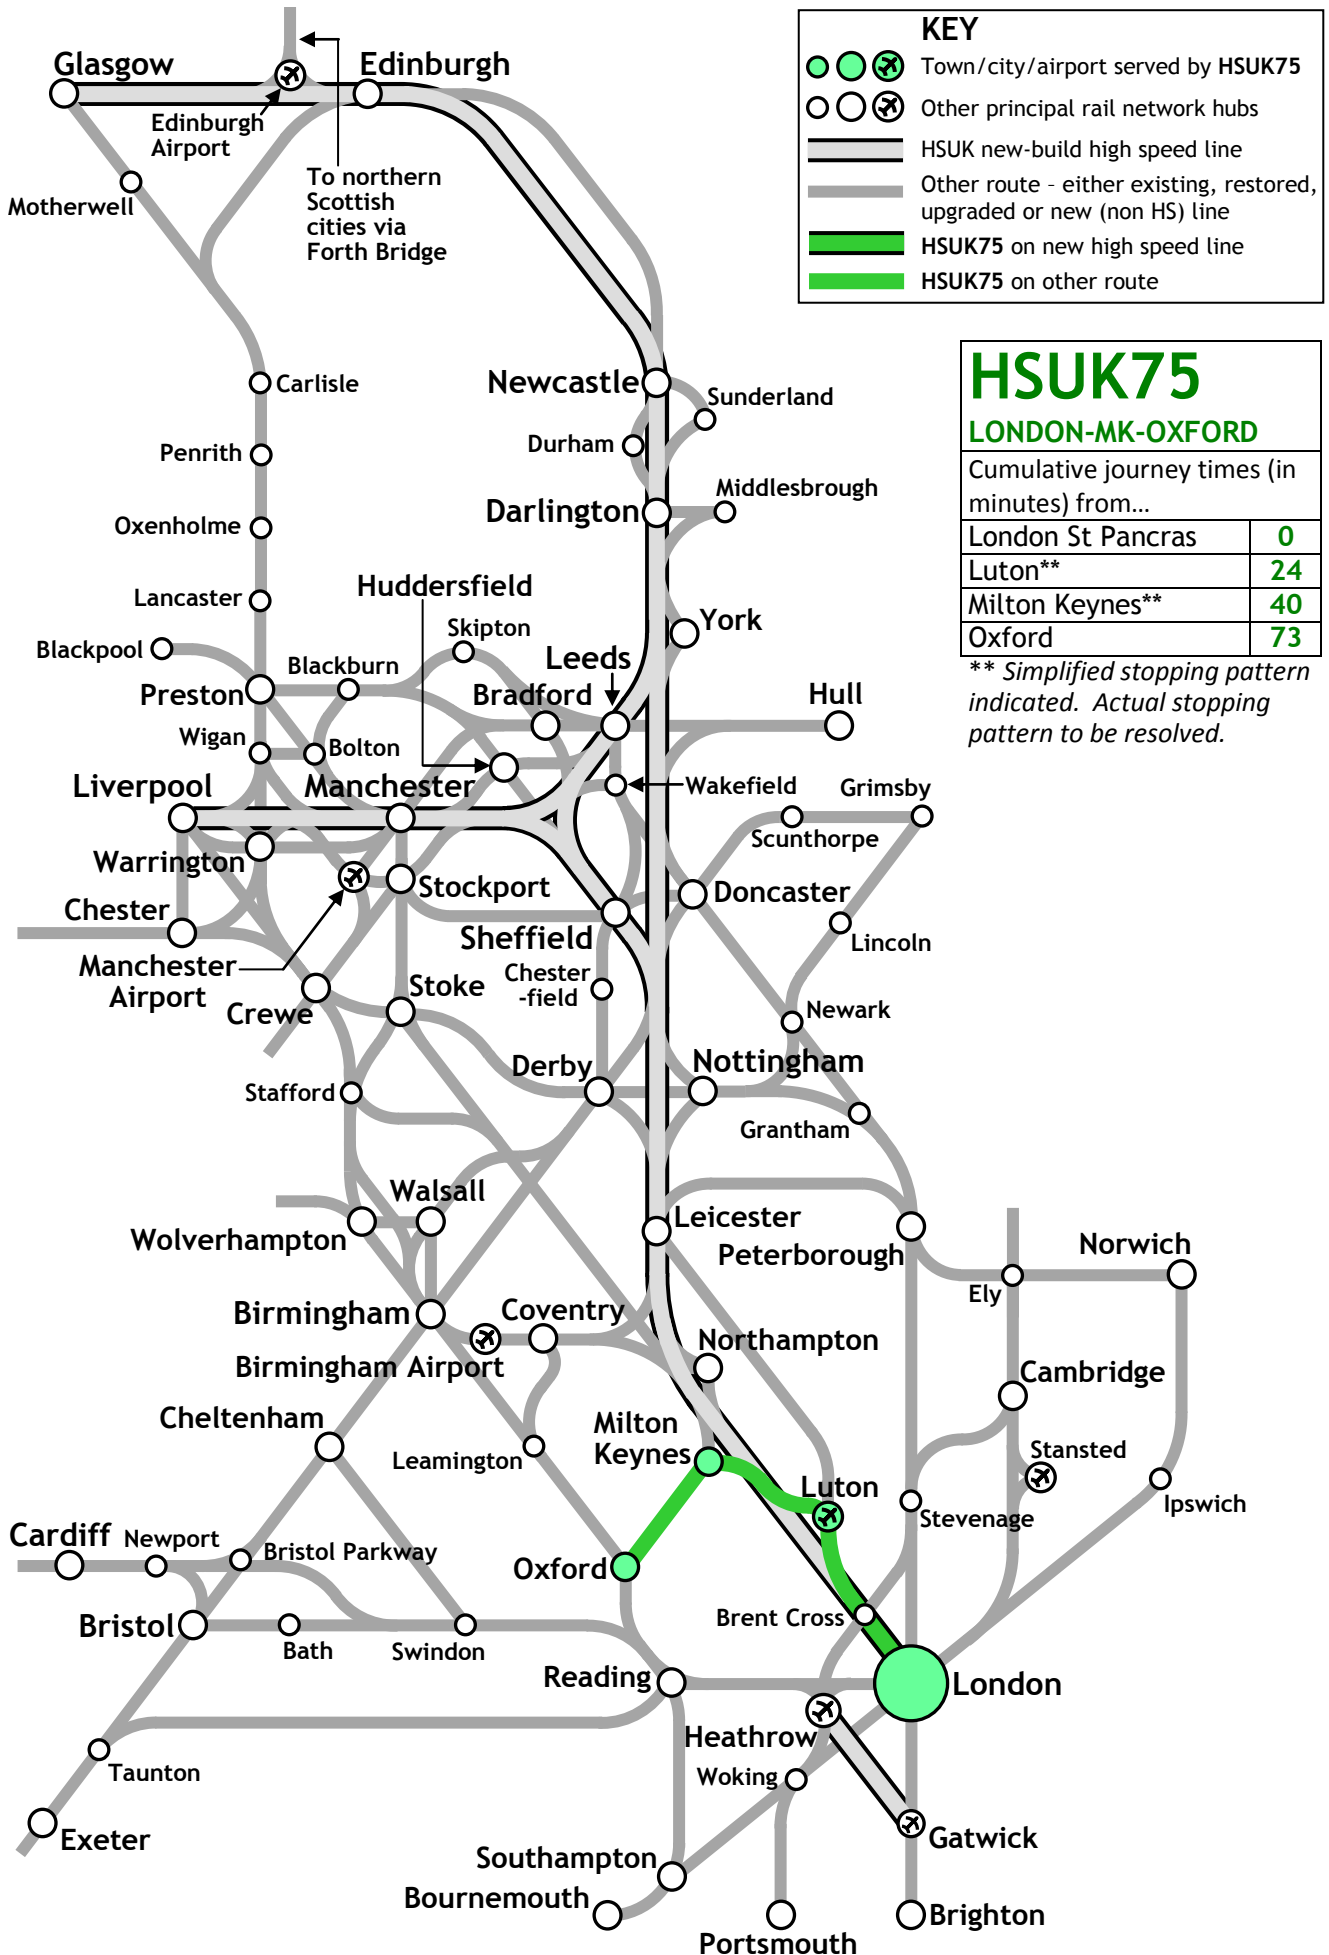 KEY
Town/city/airport served by HSUK75
Other principal rail network hubs
HSUK new-build high speed line
Other route - either existing, restored,
upgraded or new (non HS) line
HSUK75 on new high speed line
HSUK75 on other route
HSUK75
LONDON-MK-OXFORD
Cumulative journey times (in
minutes) from…
London St Pancras 0
Luton** 24
Milton Keynes** 40
Oxford 73
** Simplified stopping pattern
indicated. Actual stopping
pattern to be resolved.
Glasgow
Edinburgh
Edinburgh
Airport
To northern
Scottish
cities via
Forth Bridge
Motherwell
Carlisle
Newcastle
Sunderland
Durham
Penrith
Middlesbrough
Darlington
Oxenholme
Huddersfield
Lancaster
York
Skipton
Blackpool
Leeds
Blackburn
Preston
Bradford
Hull
Wigan
Bolton
Liverpool
Manchester
Wakefield
Grimsby
Scunthorpe
Warrington
Stockport
Doncaster
Chester
Sheffield
Lincoln
Manchester
Airport
Chester
-field
Stoke
Crewe
Newark
Derby
Nottingham
Stafford
Grantham
Walsall
Leicester
Wolverhampton
Peterborough
Norwich
Ely
Birmingham
Coventry
Northampton
Birmingham Airport
Cambridge
Cheltenham
Milton
Keynes
Leamington
Stansted
Luton
Ipswich
Stevenage
Cardiff
Newport
Bristol Parkway
Oxford
Bristol
Bath
Swindon
Brent Cross
Reading
London
Heathrow
Woking
Taunton
Gatwick
Exeter
Southampton
Bournemouth
Brighton
Portsmouth